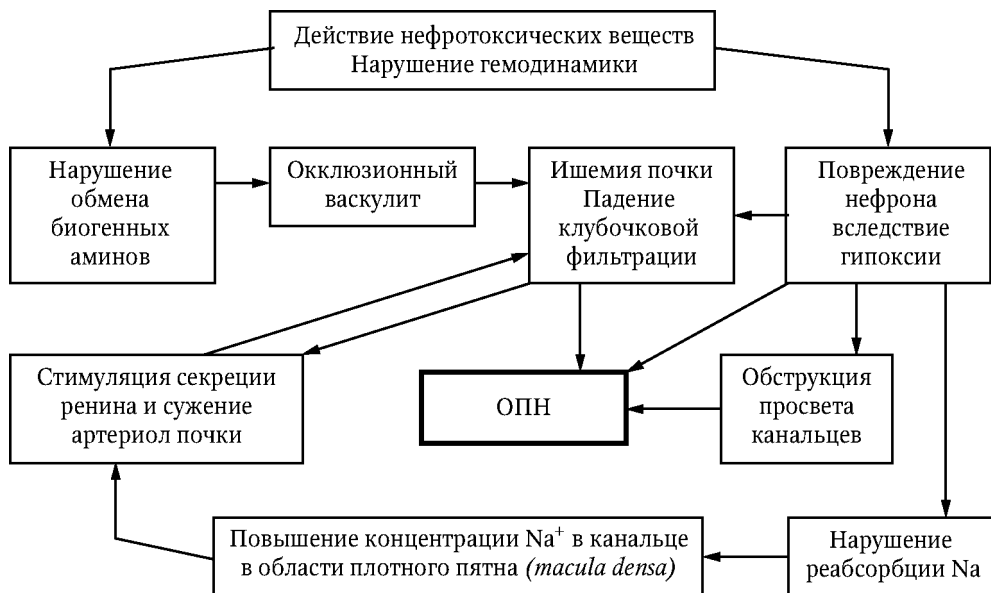 Действие нефротоксических веществ
Нарушение гемодинамики
Нарушение
обмена
биогенных
аминов
Окклюзионный
васкулит
Ишемия почки
Падение
клубочковой
фильтрации
Повреждение
нефрона
вследствие
гипоксии
Стимуляция секреции
ренина и сужение
артериол почки
ОПН
Обструкция
просвета
канальцев
Повышение концентрации Na⁺ в канальце
в области плотного пятна (macula densa)
Нарушение
реабсорбции Na